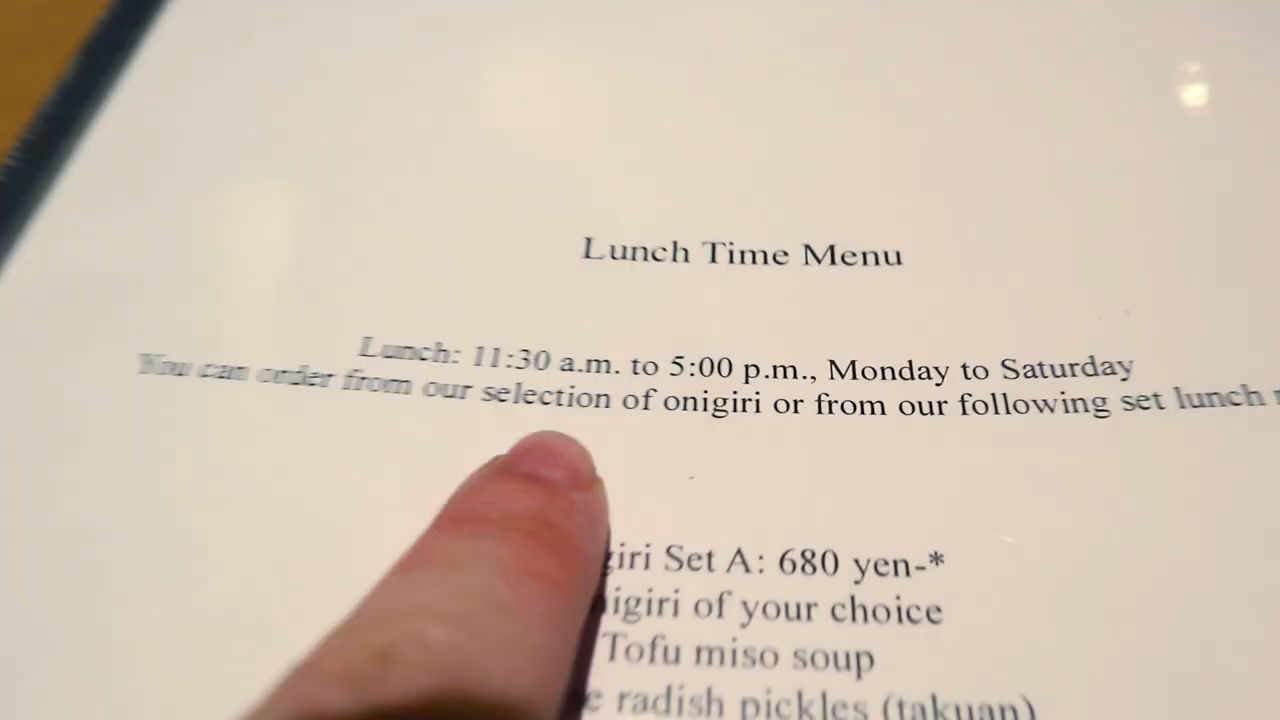 Lunch Time Menu
Lunch: 11:30 a.m. to 5:00 p.m., Monday to Saturday
You can order from our selection of onigiri or from our following set lunch
giri Set A: 680 yen-*
nigiri of your choice
Tofu miso soup
e radish pickles (takuan)